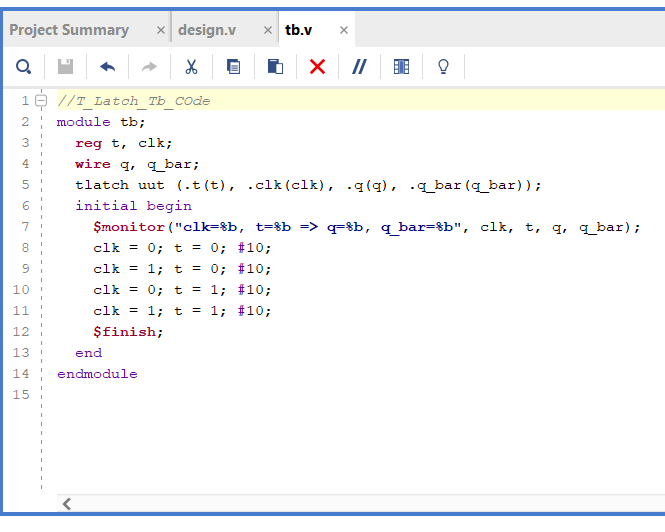 Project Summary × design.v × tb.v ×
1 //T_Latch_Tb_COde
2 module tb;
3 reg t, clk;
4 wire q, q_bar;
5 tlatch uut (.t(t), .clk(clk), .q(q), .q_bar(q_bar));
6 initial begin
7 $monitor("clk=%b, t=%b => q=%b, q_bar=%b", clk, t, q, q_bar);
8 clk = 0; t = 0; #10;
9 clk = 1; t = 0; #10;
10 clk = 0; t = 1; #10;
11 clk = 1; t = 1; #10;
12 $finish;
13 end
14 endmodule
15